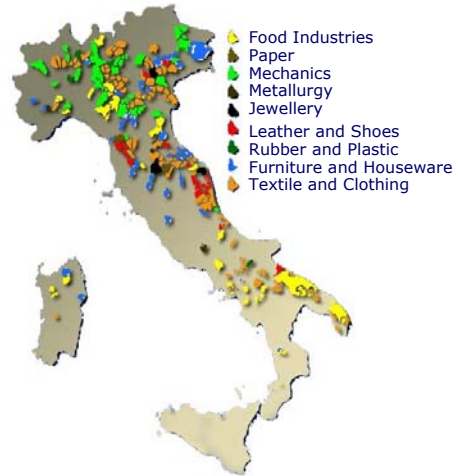 Food Industries
Paper
Mechanics
Metallurgy
Jewellery
Leather and Shoes
Rubber and Plastic
Furniture and Houseware
Textile and Clothing